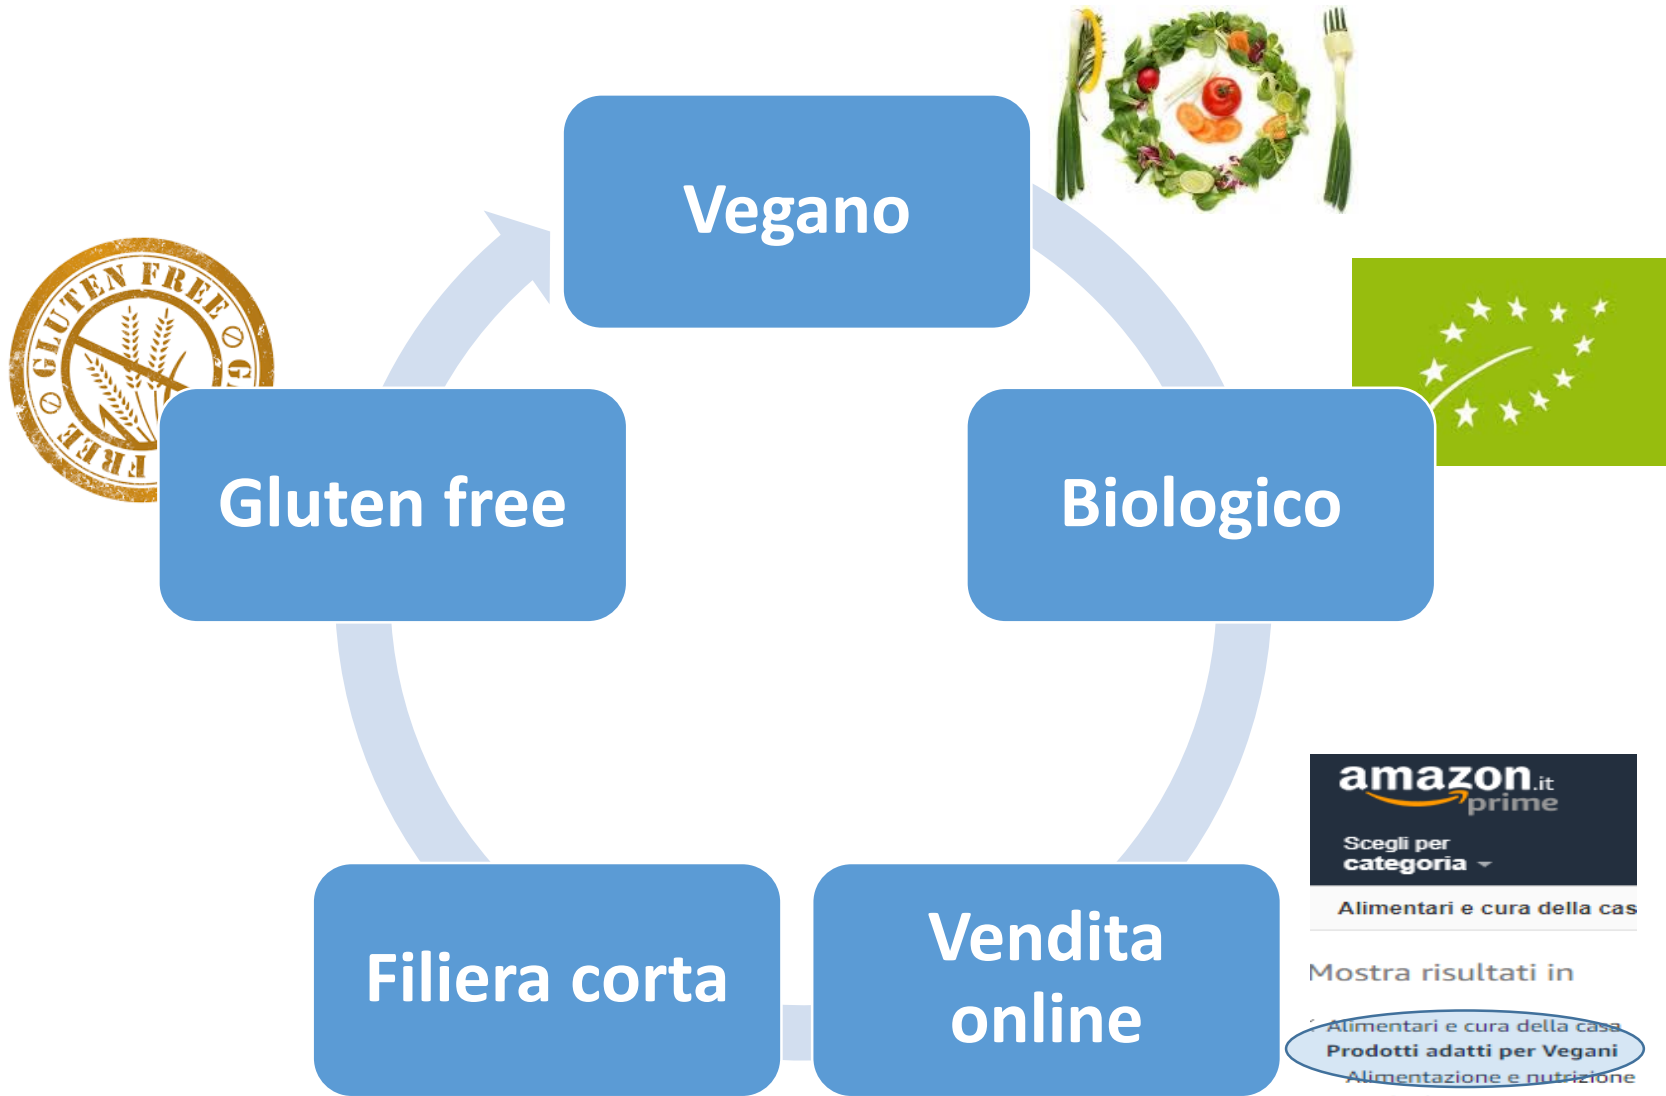 Vegano
GLUTEN FREE
FREE
Gluten free
Biologico
amazon.it
prime
Scegli per
categoria
Alimentari e cura della cas
Mostra risultati in
Alimentari e cura della casa
Prodotti adatti per Vegani
Alimentazione e nutrizione
Filiera corta
Vendita
online